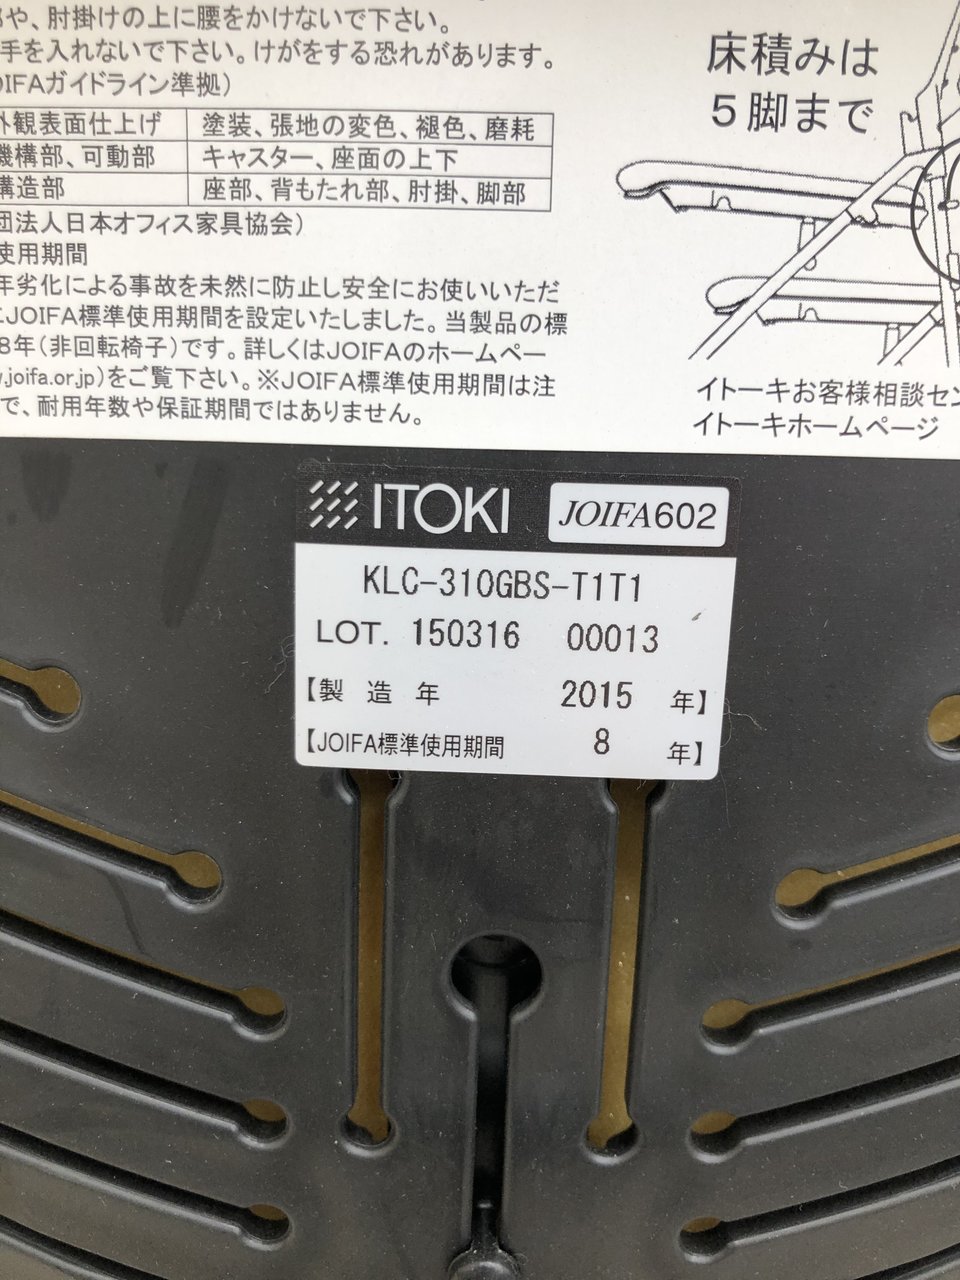 や、肘掛けの上に腰をかけないで下さい。
手を入れないで下さい。けがをする恐れがあります。
OIFAガイドライン準拠）
外観表面仕上げ 塗装、張地の変色、褪色、磨耗
機構部、可動部 キャスター、座面の上下
構造部 座部、背もたれ部、肘掛、脚部
団法人日本オフィス家具協会）
使用期間
年劣化による事故を未然に防止し安全にお使いいただ
にJOIFA標準使用期間を設定いたしました。当製品の標
8年（非回転椅子）です。詳しくはJOIFAのホームペー
.joifa.or.jp）をご覧下さい。※JOIFA標準使用期間は注
で、耐用年数や保証期間ではありません。
床積みは
5脚まで
イトーキお客様相談セン
イトーキホームページ
ITOKI JOIFA602
KLC-310GBS-T1T1
LOT. 150316 00013
【製造年 2015 年】
【JOIFA標準使用期間 8 年】